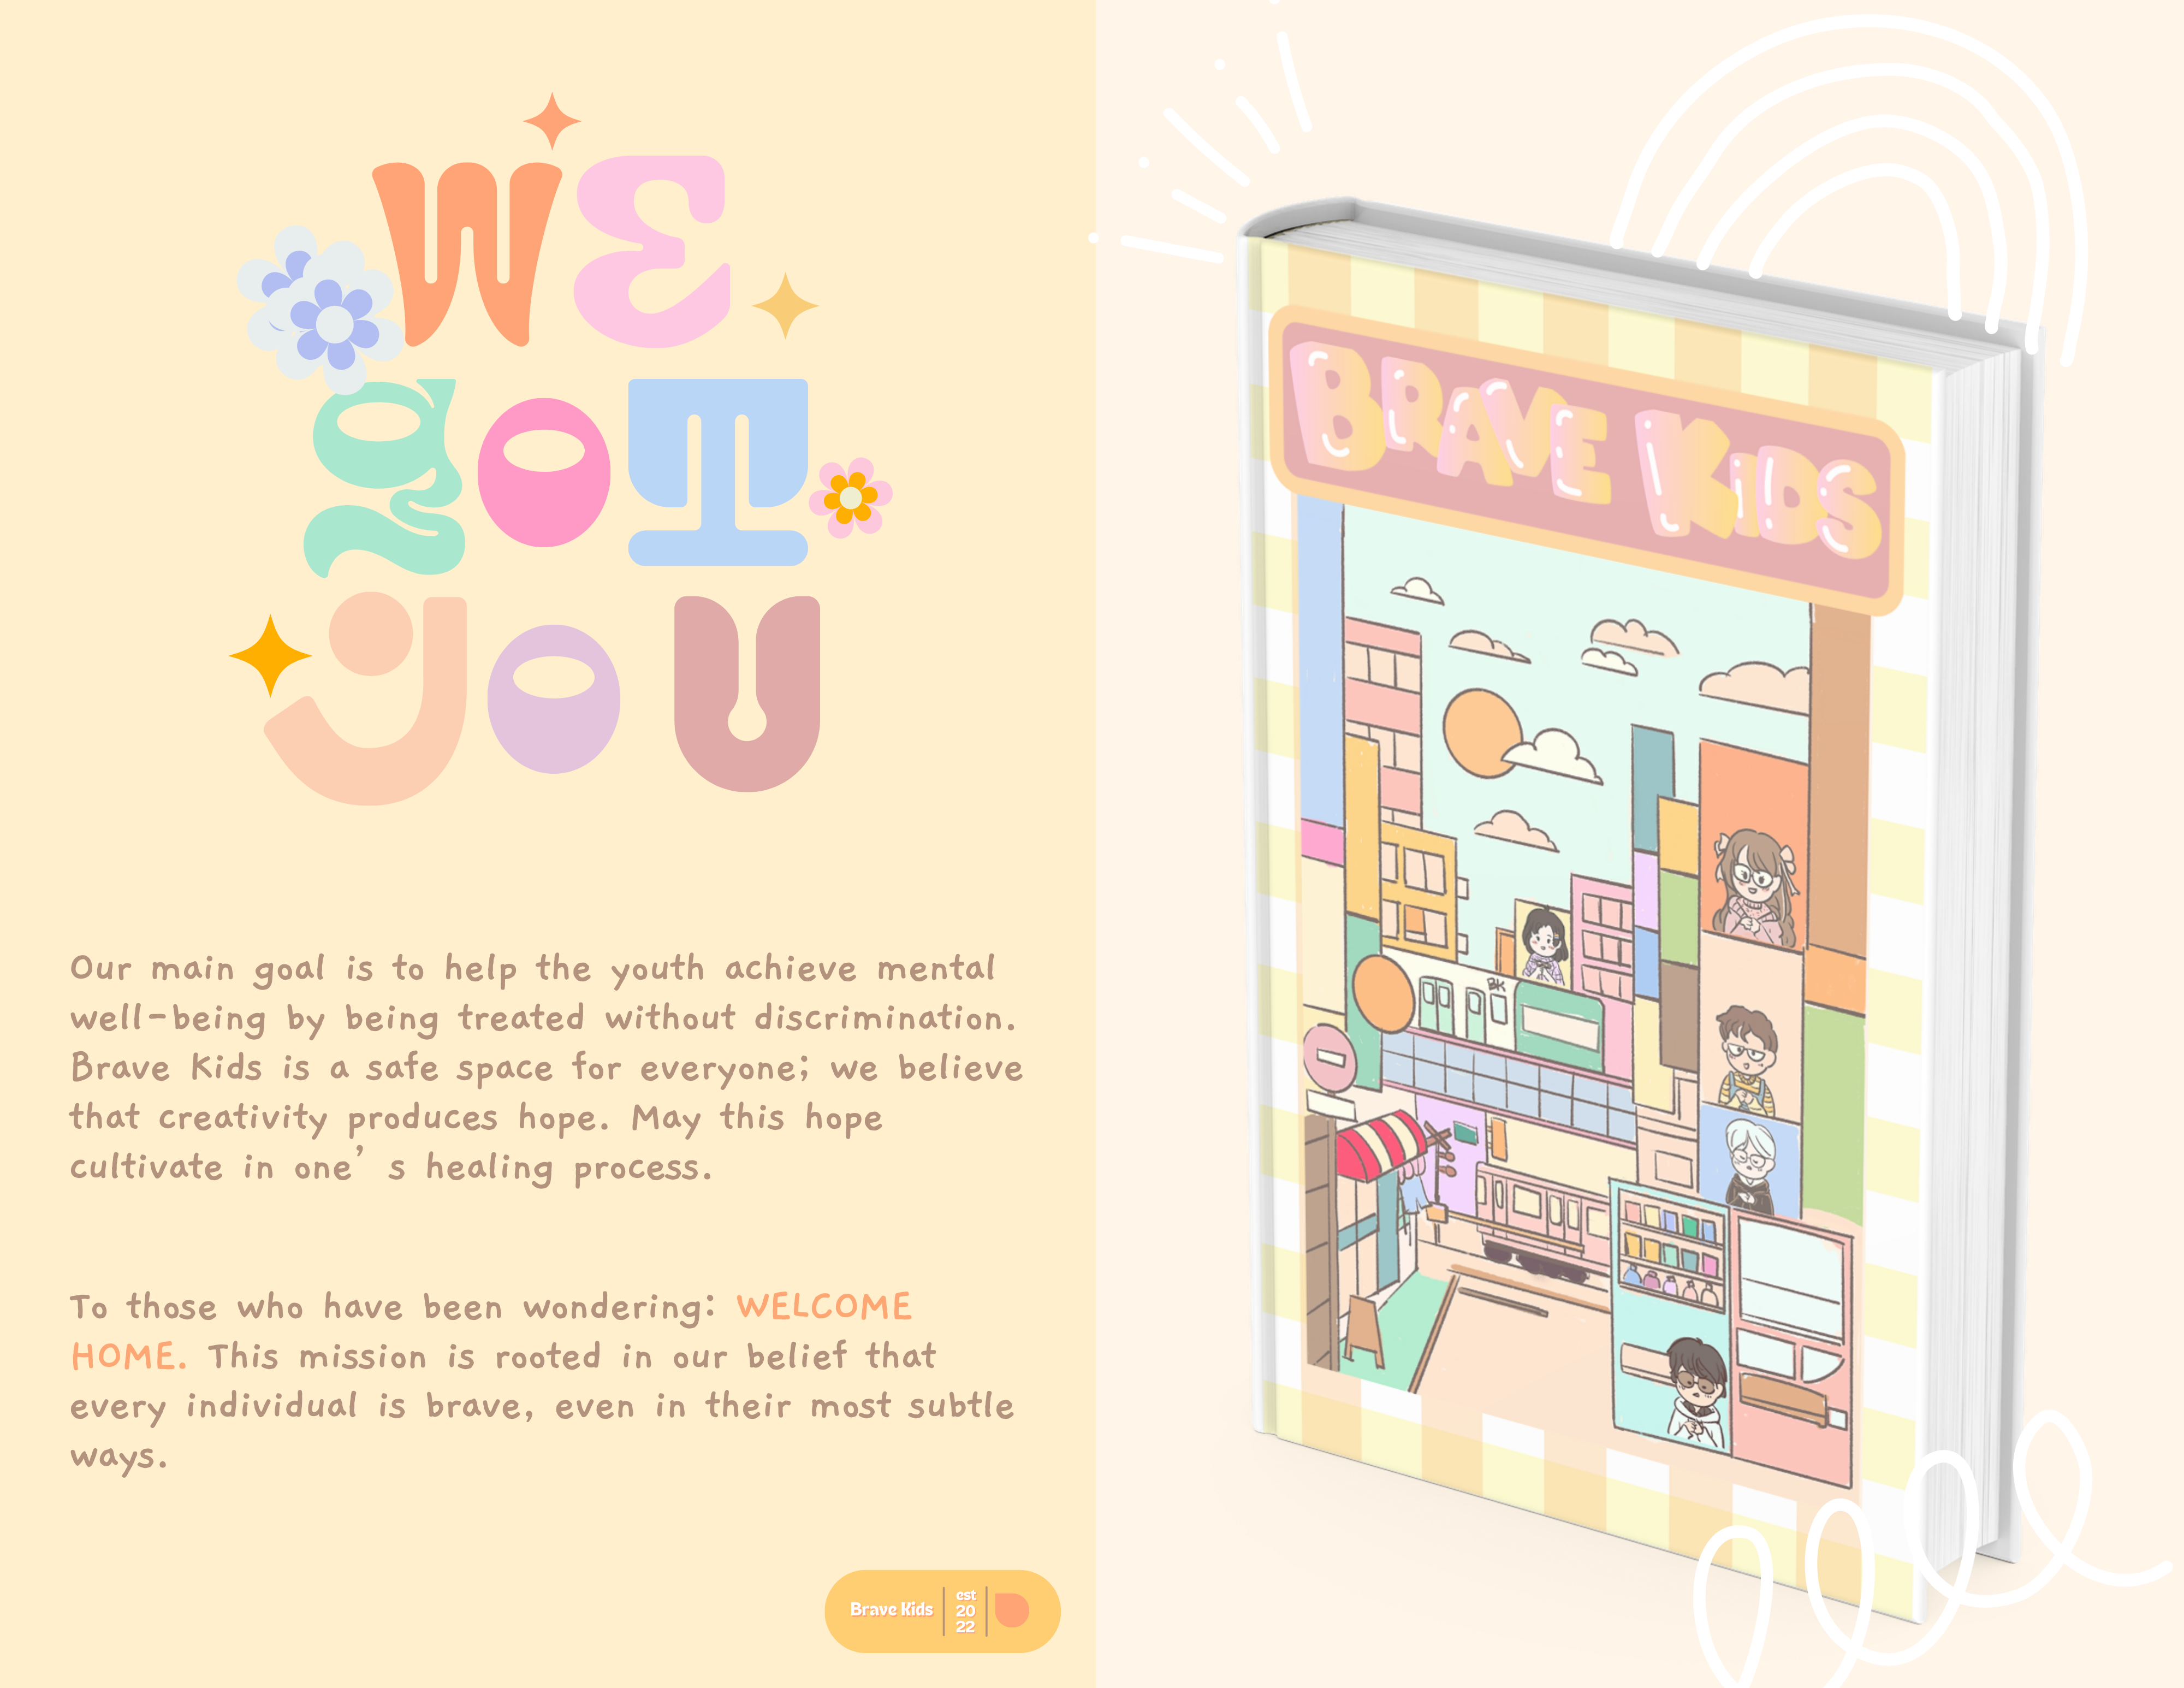 WE
goT
you
Our main goal is to help the youth achieve mental
well-being by being treated without discrimination.
Brave Kids is a safe space for everyone; we believe
that creativity produces hope. May this hope
cultivate in one’ s healing process.
To those who have been wondering: WELCOME
HOME. This mission is rooted in our belief that
every individual is brave, even in their most subtle
ways.
Brave Kids
est
20
22
BRAVE KiDS
BK